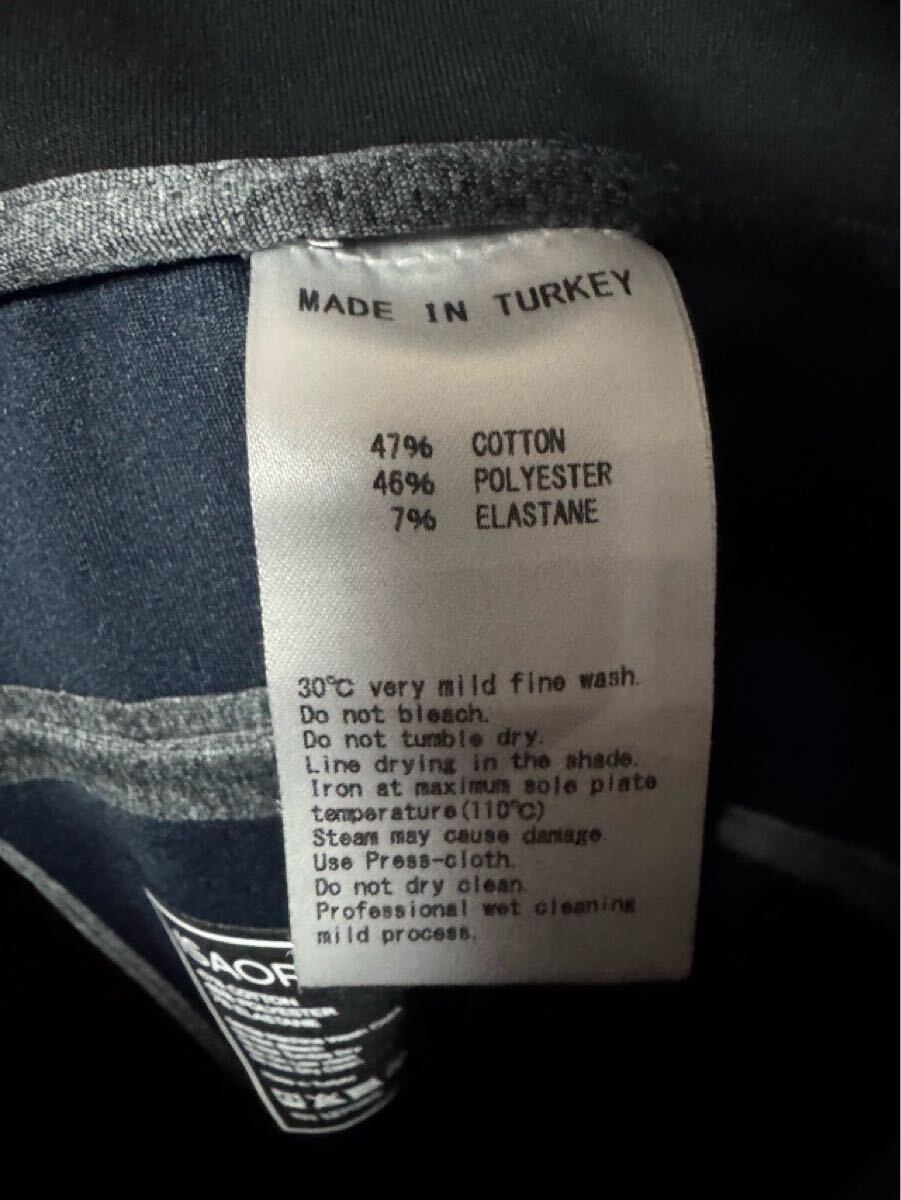 MADE IN TURKEY
47% COTTON
46% POLYESTER
7% ELASTANE
30℃ very mild fine wash.
Do not bleach.
Do not tumble dry.
Line drying in the shade.
Iron at maximum sole plate
temperature(110℃)
Steam may cause damage.
Use Press-cloth.
Do not dry clean.
Professional wet cleaning
mild process.
COTTON
ELASTANE